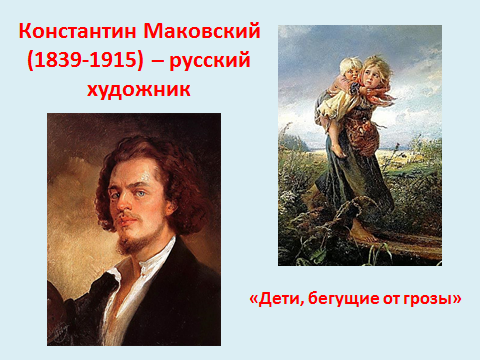 Константин Маковский
(1839-1915) – русский
художник
«Дети, бегущие от грозы»